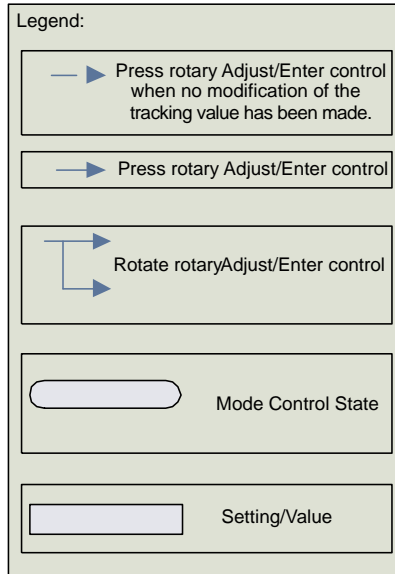 Legend:
Press rotary Adjust/Enter control
when no modification of the
tracking value has been made.
Press rotary Adjust/Enter control
Rotate rotaryAdjust/Enter control
Mode Control State
Setting/Value